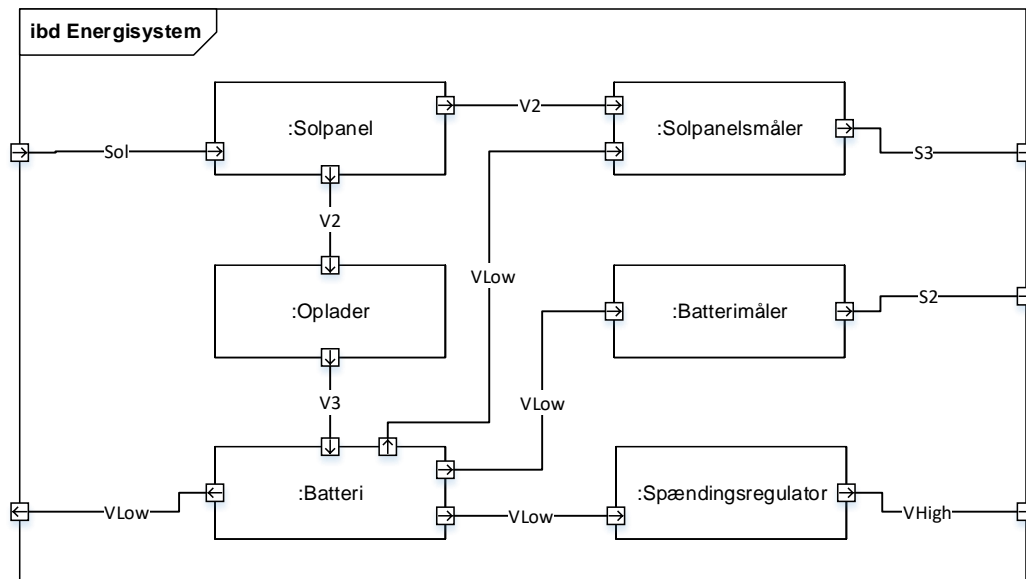 ibd Energisystem
:Solpanel
V2
:Solpanelsmåler
Sol
S3
V2
VLow
:Oplader
:Batterimåler
S2
V3
VLow
:Batteri
:Spændingsregulator
VLow
VLow
VHigh